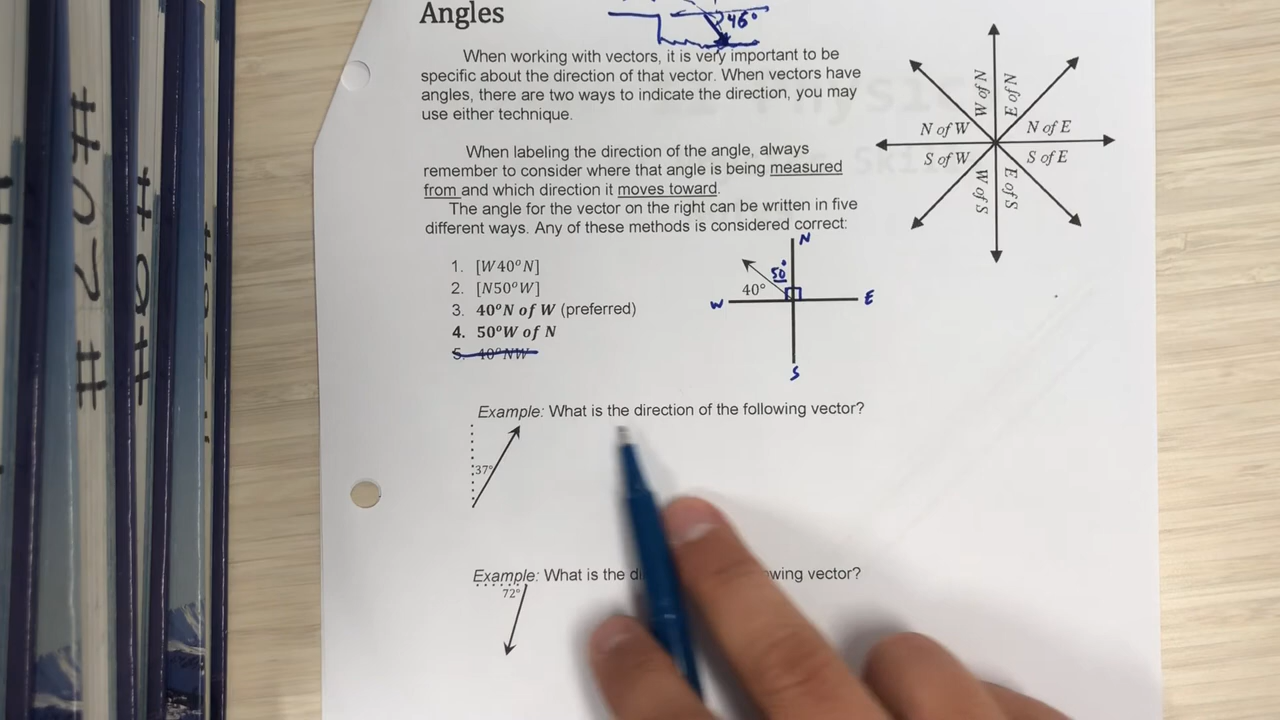 Angles
46°
When working with vectors, it is very important to be
specific about the direction of that vector. When vectors have
angles, there are two ways to indicate the direction, you may
use either technique.
When labeling the direction of the angle, always
remember to consider where that angle is being measured
from and which direction it moves toward.
The angle for the vector on the right can be written in five
different ways. Any of these methods is considered correct:
1. [W40°N]
2. [N50°W]
3. 40°N of W (preferred)
4. 50°W of N
5. 40°NW
N
50°
40°
W
E
S
W of N
E of N
N of W
N of E
S of W
S of E
W of S
E of S
Example: What is the direction of the following vector?
37°
Example: What is the di wing vector?
72°
#20
#
#